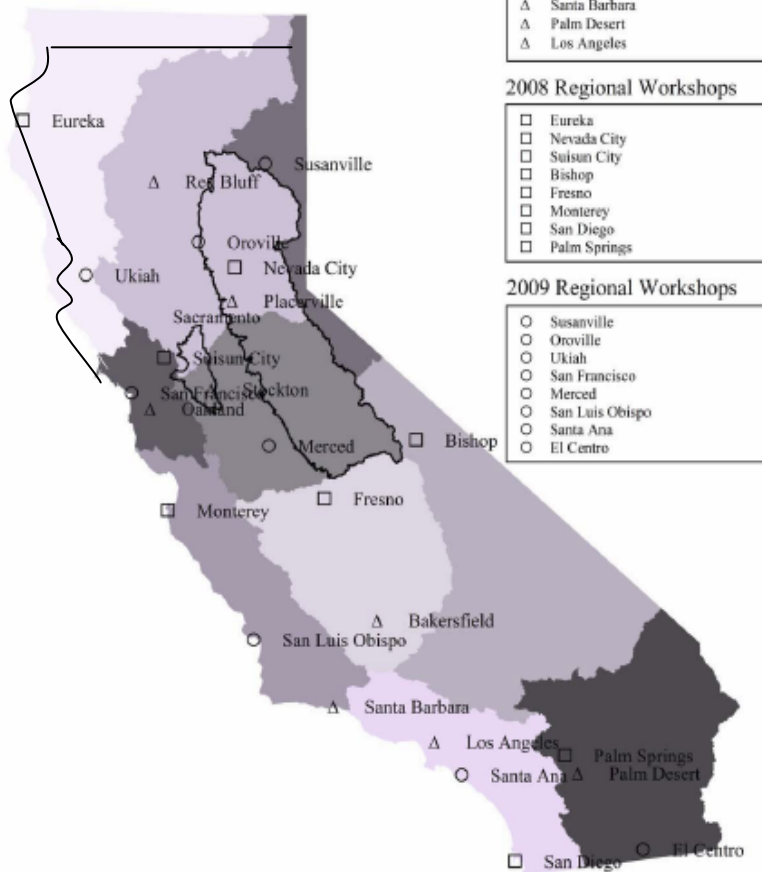 Santa Barbara
Palm Desert
Los Angeles
2008 Regional Workshops
Eureka
Nevada City
Suisun City
Bishop
Fresno
Monterey
San Diego
Palm Springs
2009 Regional Workshops
Susanville
Oroville
Ukiah
San Francisco
Merced
San Luis Obispo
Santa Ana
El Centro
Eureka
Susanville
Red Bluff
Oroville
Ukiah
Nevada City
Placerville
Sacramento
Suisun City
San Francisco
Stockton
Oakland
Merced
Bishop
Fresno
Monterey
Bakersfield
San Luis Obispo
Santa Barbara
Los Angeles
Palm Springs
Santa Ana
Palm Desert
El Centro
San Diego